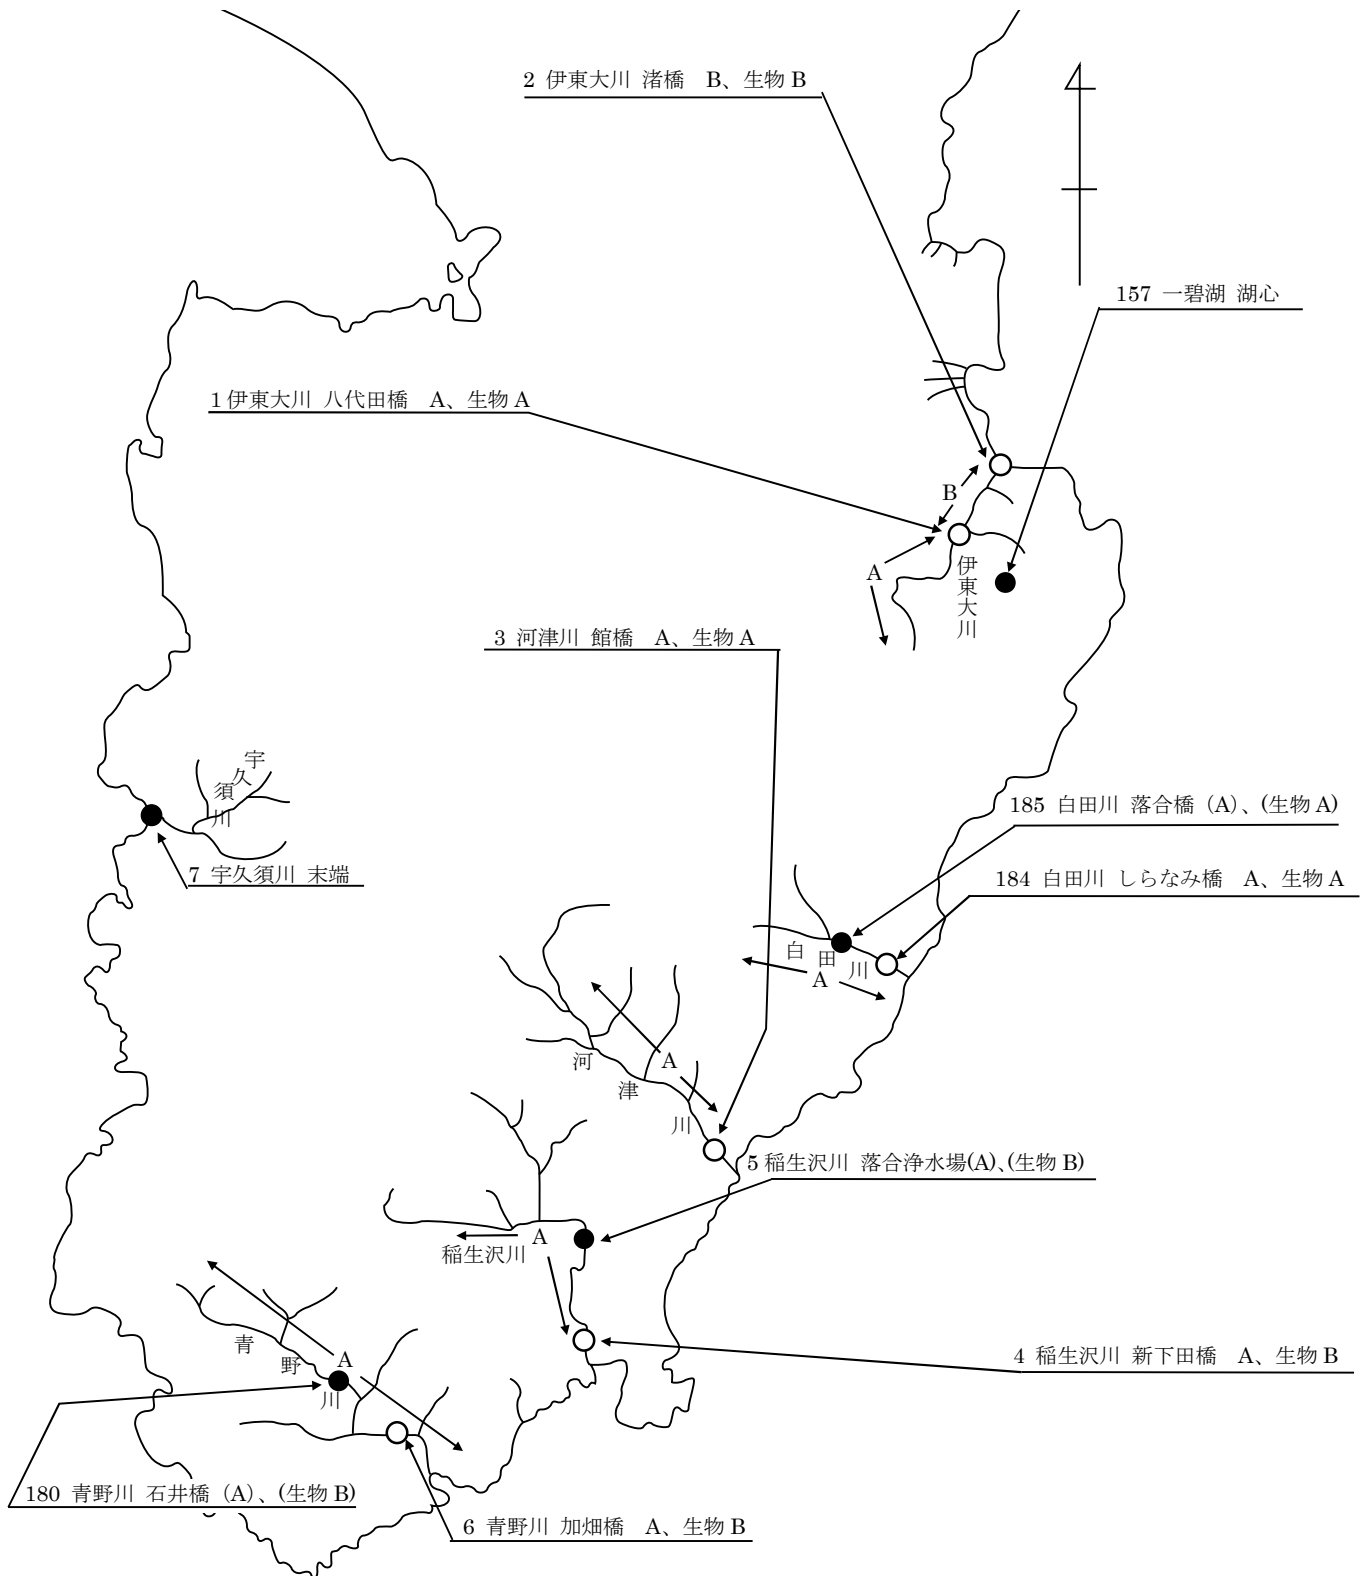 2 伊東大川 渚橋 B、生物 B
157 一碧湖 湖心
1 伊東大川 八代田橋 A、生物 A
B
A
伊東大川
3 河津川 館橋 A、生物 A
宇久須川
185 白田川 落合橋 (A)、(生物 A)
7 宇久須川 末端
184 白田川 しらなみ橋 A、生物 A
白田川
A
A
河津川
5 稲生沢川 落合浄水場(A)、(生物 B)
A
稲生沢川
青野川
A
4 稲生沢川 新下田橋 A、生物 B
180 青野川 石井橋 (A)、(生物 B)
6 青野川 加畑橋 A、生物 B